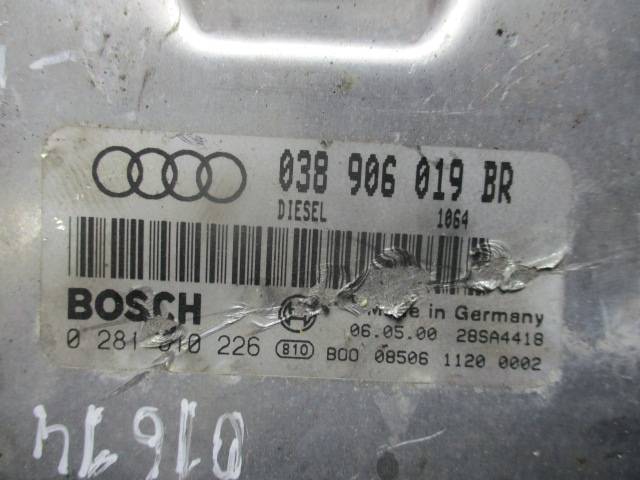 038 906 019 BR
DIESEL 1064
BOSCH
Made in Germany
06.05.00 28SA4418
0 281 010 226 810 B00 08506 1120 0002